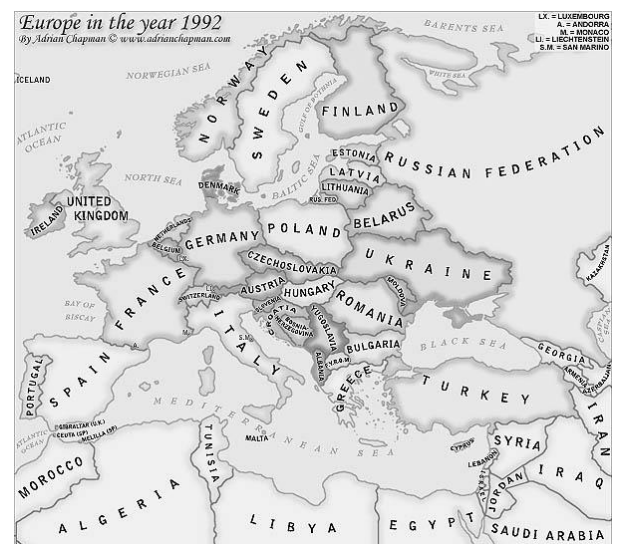 Europe in the year 1992
By Adrian Chapman © www.adrianchapman.com
LX. = LUXEMBOURG
A. = ANDORRA
M. = MONACO
LI. = LIECHTENSTEIN
S.M. = SAN MARINO
BARENTS SEA
ICELAND
NORWEGIAN SEA
WHITE SEA
NORWAY
SWEDEN
FINLAND
GULF OF BOTHNIA
ATLANTIC
OCEAN
ESTONIA
RUSSIAN FEDERATION
LATVIA
LITHUANIA
RUS. FED.
BALTIC SEA
NORTH SEA
DENMARK
IRELAND
UNITED
KINGDOM
NETHERLANDS
BELGIUM
GERMANY
POLAND
BELARUS
UKRAINE
CZECHOSLOVAKIA
KAZAKHSTAN
FRANCE
SWITZERLAND
AUSTRIA
HUNGARY
SLOVENIA
CROATIA
BOSNIA-
HERZEGOVINA
YUGOSLAVIA
ROMANIA
MOLDOVA
BAY OF
BISCAY
ITALY
S.M.
M.
BULGARIA
BLACK SEA
CASPIAN
SEA
GEORGIA
ARMENIA
AZERBAIJAN
ALBANIA
F.Y.R.O.M
GREECE
TURKEY
PORTUGAL
SPAIN
A.
MEDITERRANEAN SEA
GIBRALTAR (U.K.)
CEUTA (SP)
MELILLA (SP)
ATLANTIC
OCEAN
MALTA
CYPRUS
LEBANON
ISRAEL
SYRIA
JORDAN
IRAQ
IRAN
MOROCCO
ALGERIA
TUNISIA
LIBYA
EGYPT
SAUDI ARABIA